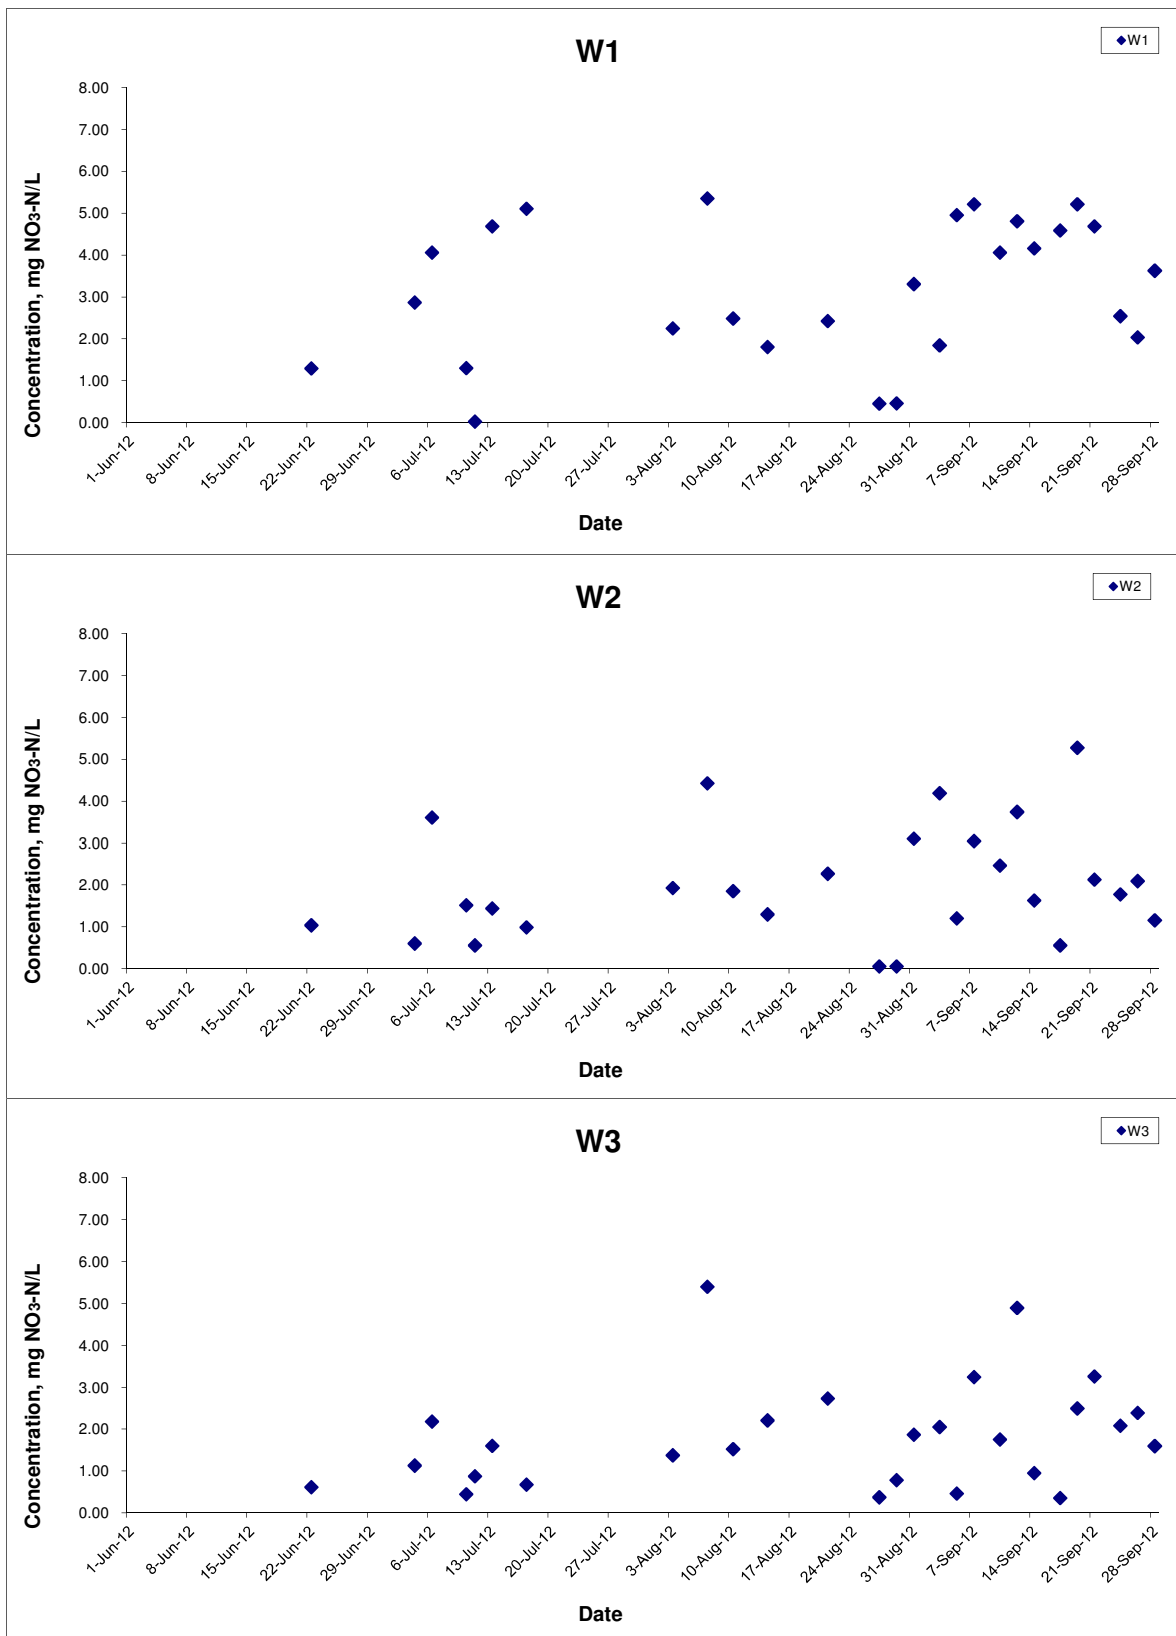 W1
W1
8.00
7.00
6.00
5.00
4.00
3.00
2.00
1.00
0.00
Concentration, mg NO3-N/L
1-Jun-12
8-Jun-12
15-Jun-12
22-Jun-12
29-Jun-12
6-Jul-12
13-Jul-12
20-Jul-12
27-Jul-12
3-Aug-12
10-Aug-12
17-Aug-12
24-Aug-12
31-Aug-12
7-Sep-12
14-Sep-12
21-Sep-12
28-Sep-12
Date
W2
W2
8.00
7.00
6.00
5.00
4.00
3.00
2.00
1.00
0.00
Concentration, mg NO3-N/L
1-Jun-12
8-Jun-12
15-Jun-12
22-Jun-12
29-Jun-12
6-Jul-12
13-Jul-12
20-Jul-12
27-Jul-12
3-Aug-12
10-Aug-12
17-Aug-12
24-Aug-12
31-Aug-12
7-Sep-12
14-Sep-12
21-Sep-12
28-Sep-12
Date
W3
W3
8.00
7.00
6.00
5.00
4.00
3.00
2.00
1.00
0.00
Concentration, mg NO3-N/L
1-Jun-12
8-Jun-12
15-Jun-12
22-Jun-12
29-Jun-12
6-Jul-12
13-Jul-12
20-Jul-12
27-Jul-12
3-Aug-12
10-Aug-12
17-Aug-12
24-Aug-12
31-Aug-12
7-Sep-12
14-Sep-12
21-Sep-12
28-Sep-12
Date